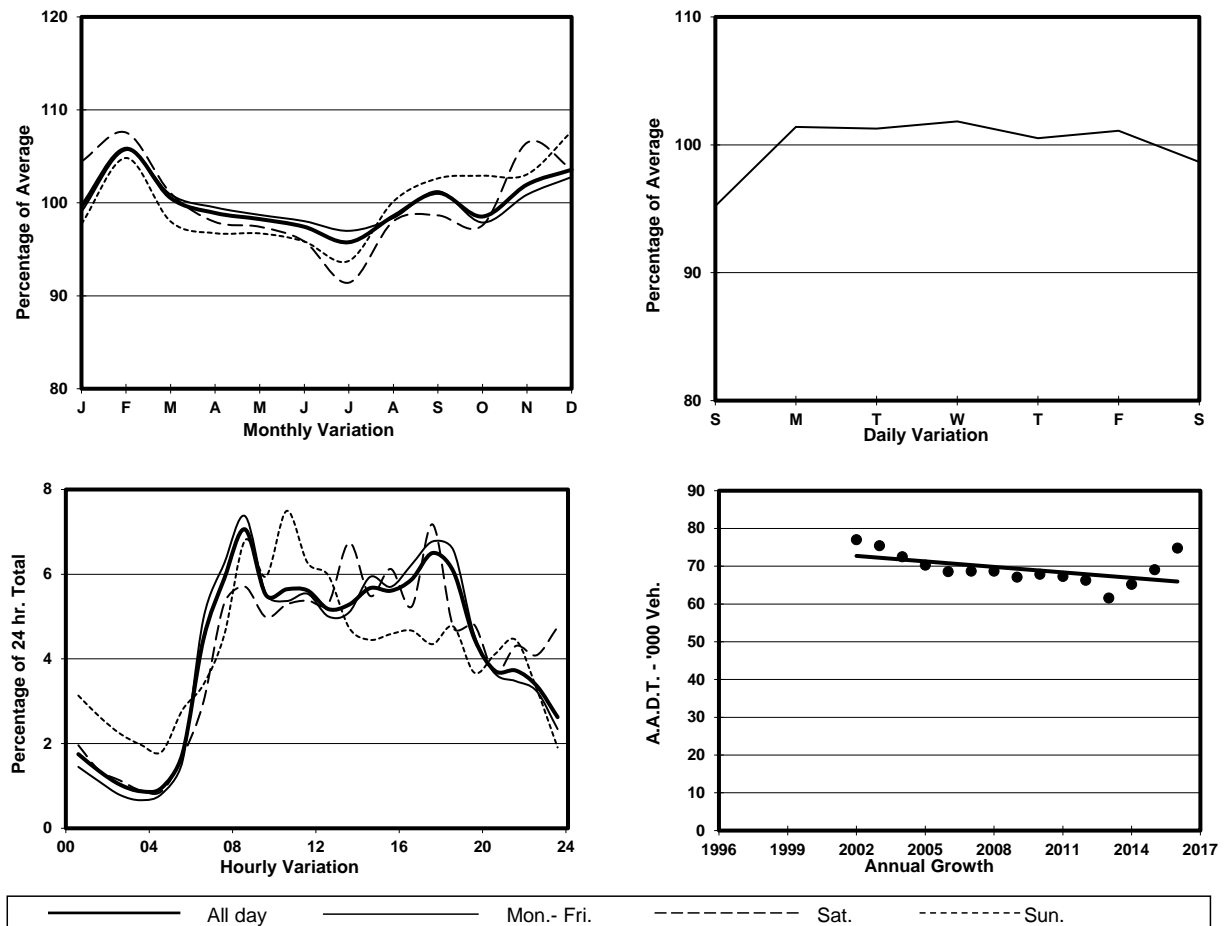 120
110
100
90
80
Percentage of Average
J F M A M J J A S O N D
Monthly Variation
110
100
90
80
Percentage of Average
S M T W T F S
Daily Variation
8
6
4
2
0
Percentage of 24 hr. Total
00 04 08 12 16 20 24
Hourly Variation
90
80
70
60
50
40
30
20
10
0
A.A.D.T. - '000 Veh.
1996 1999 2002 2005 2008 2011 2014 2017
Annual Growth
All day Mon.- Fri. Sat. Sun.